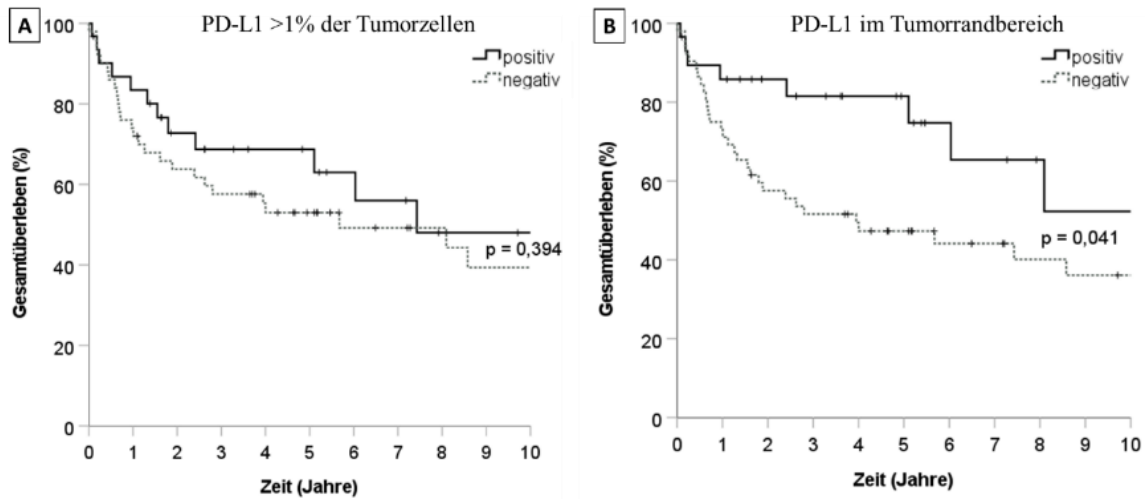 A
PD-L1 >1% der Tumorzellen
positiv
negativ
100
80
60
40
20
0
Gesamtüberleben (%)
p = 0,394
0 1 2 3 4 5 6 7 8 9 10
Zeit (Jahre)
B
PD-L1 im Tumorrandbereich
positiv
negativ
100
80
60
40
20
0
Gesamtüberleben (%)
p = 0,041
0 1 2 3 4 5 6 7 8 9 10
Zeit (Jahre)